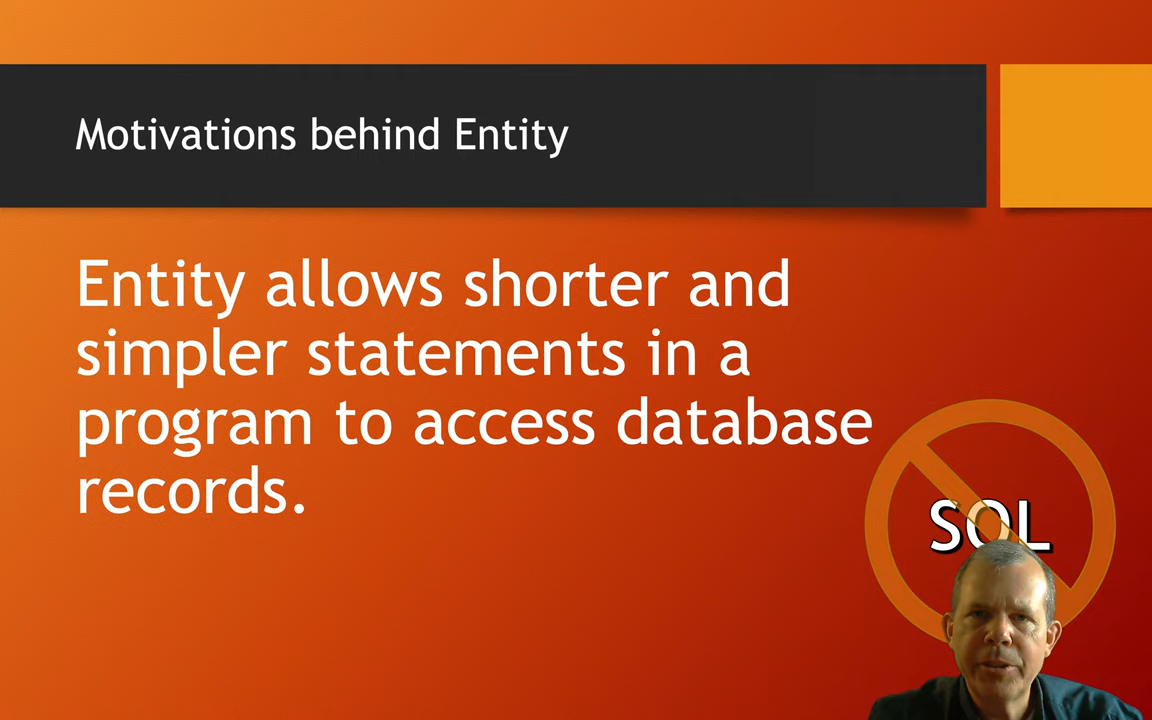 Motivations behind Entity
Entity allows shorter and
simpler statements in a
program to access database
records.
SQL